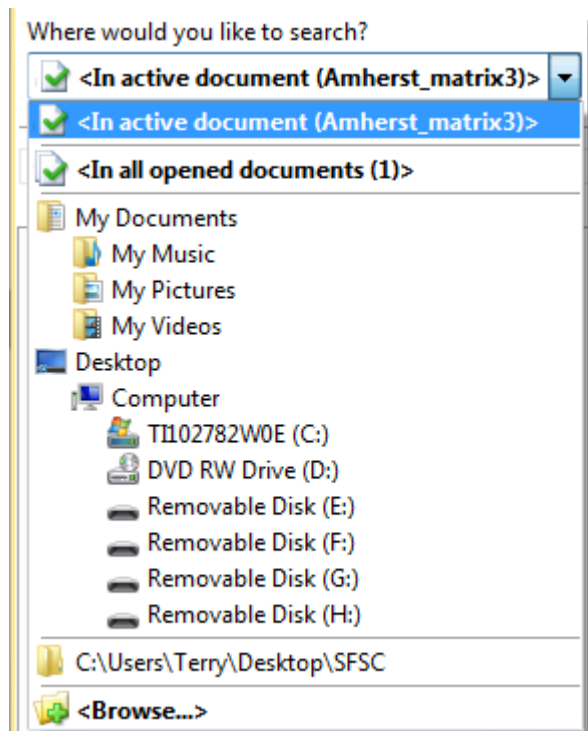 Where would you like to search?
<In active document (Amherst_matrix3)>
<In active document (Amherst_matrix3)>
<In all opened documents (1)>
My Documents
My Music
My Pictures
My Videos
Desktop
Computer
TI102782W0E (C:)
DVD RW Drive (D:)
Removable Disk (E:)
Removable Disk (F:)
Removable Disk (G:)
Removable Disk (H:)
C:\Users\Terry\Desktop\SFSC
<Browse...>